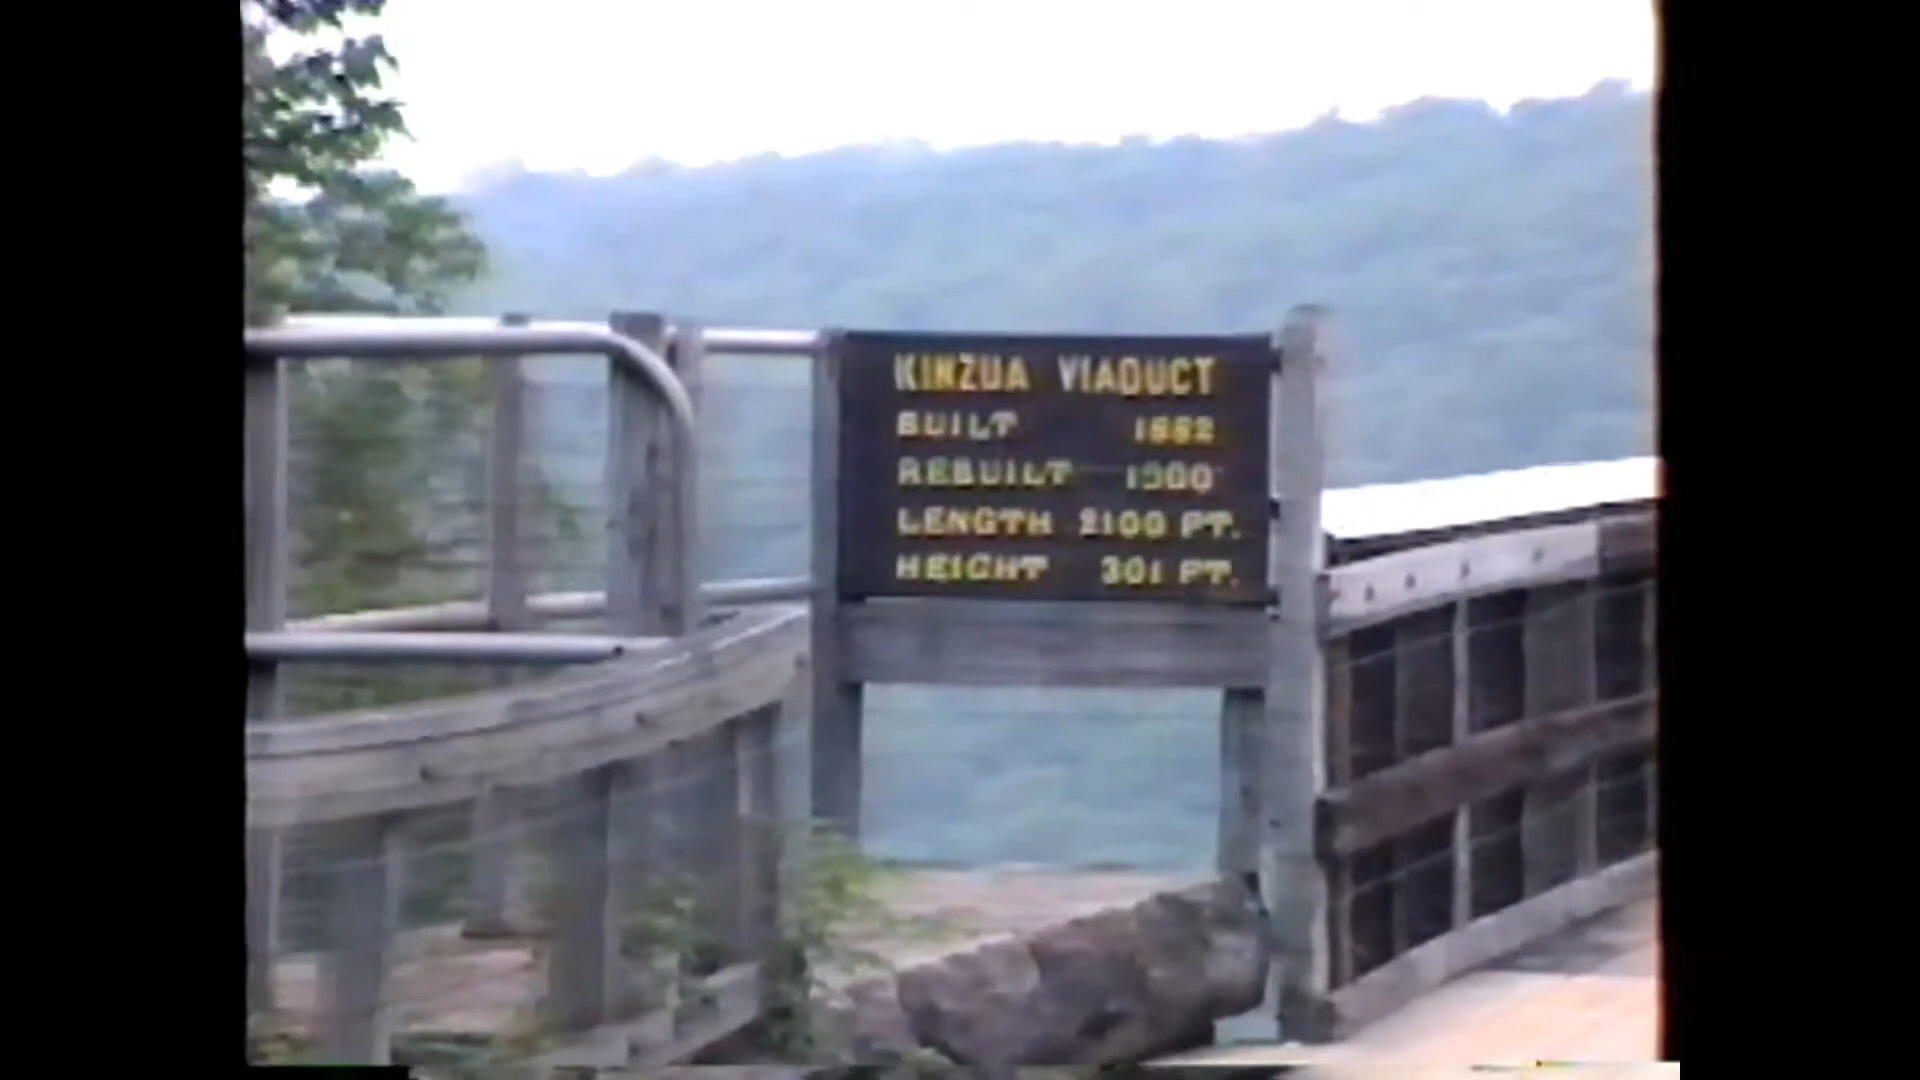 KINZUA VIADUCT
BUILT 1882
REBUILT 1900
LENGTH 2100 FT.
HEIGHT 301 FT.